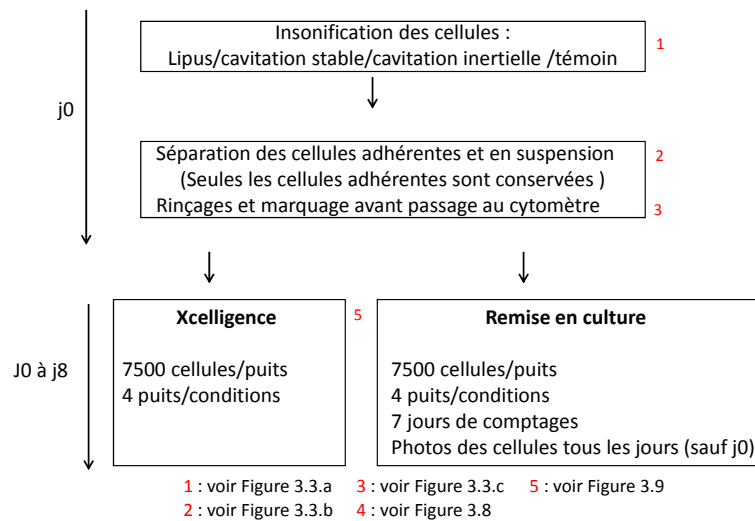 j0
Insonification des cellules :
Lipus/cavitation stable/cavitation inertielle /témoin
1
Séparation des cellules adhérentes et en suspension
(Seules les cellules adhérentes sont conservées )
Rinçages et marquage avant passage au cytomètre
2
3
J0 à j8
Xcelligence
7500 cellules/puits
4 puits/conditions
5
Remise en culture
7500 cellules/puits
4 puits/conditions
7 jours de comptages
Photos des cellules tous les jours (sauf j0)
1 : voir Figure 3.3.a 3 : voir Figure 3.3.c 5 : voir Figure 3.9
2 : voir Figure 3.3.b 4 : voir Figure 3.8